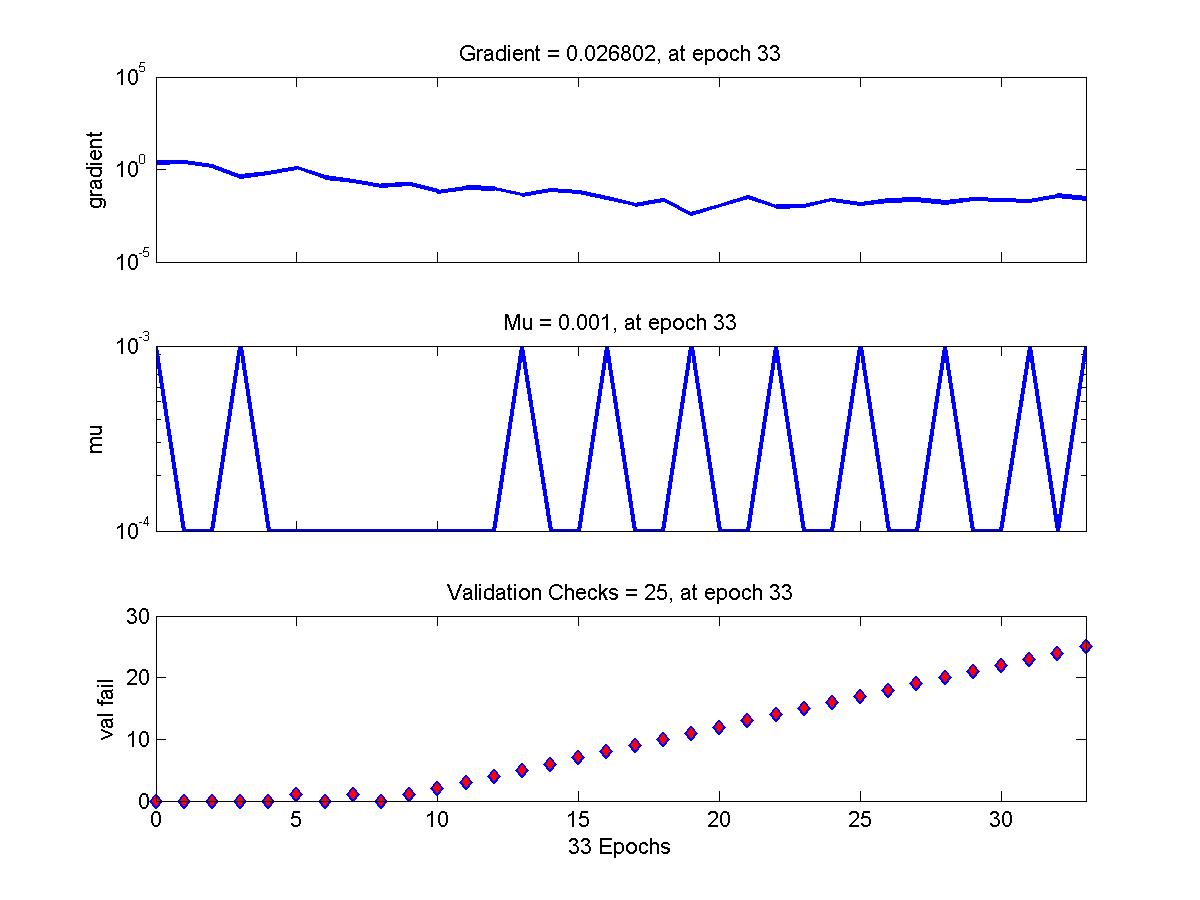 Gradient = 0.026802, at epoch 33
10^5
10^0
10^-5
gradient
Mu = 0.001, at epoch 33
10^-3
10^-4
mu
Validation Checks = 25, at epoch 33
30
20
10
0
val fail
0 5 10 15 20 25 30
33 Epochs